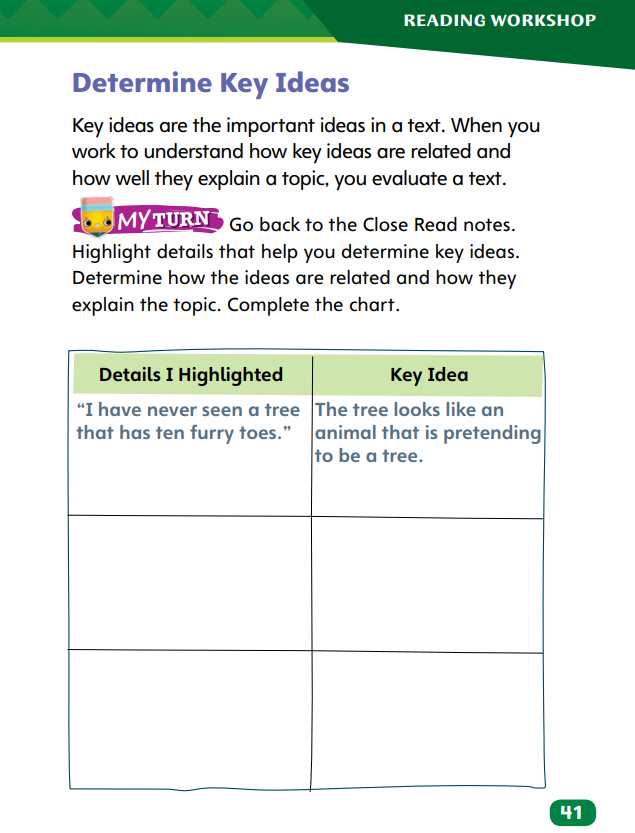 READING WORKSHOP
Determine Key Ideas
Key ideas are the important ideas in a text. When you
work to understand how key ideas are related and
how well they explain a topic, you evaluate a text.
MY TURN Go back to the Close Read notes.
Highlight details that help you determine key ideas.
Determine how the ideas are related and how they
explain the topic. Complete the chart.
Details I Highlighted
Key Idea
“I have never seen a tree
that has ten furry toes.”
The tree looks like an
animal that is pretending
to be a tree.
41